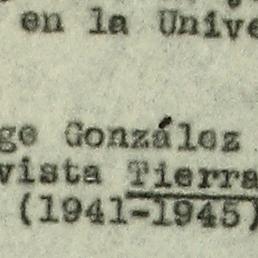 en la Unive
ge González
vista Tierra
(1941-1945)